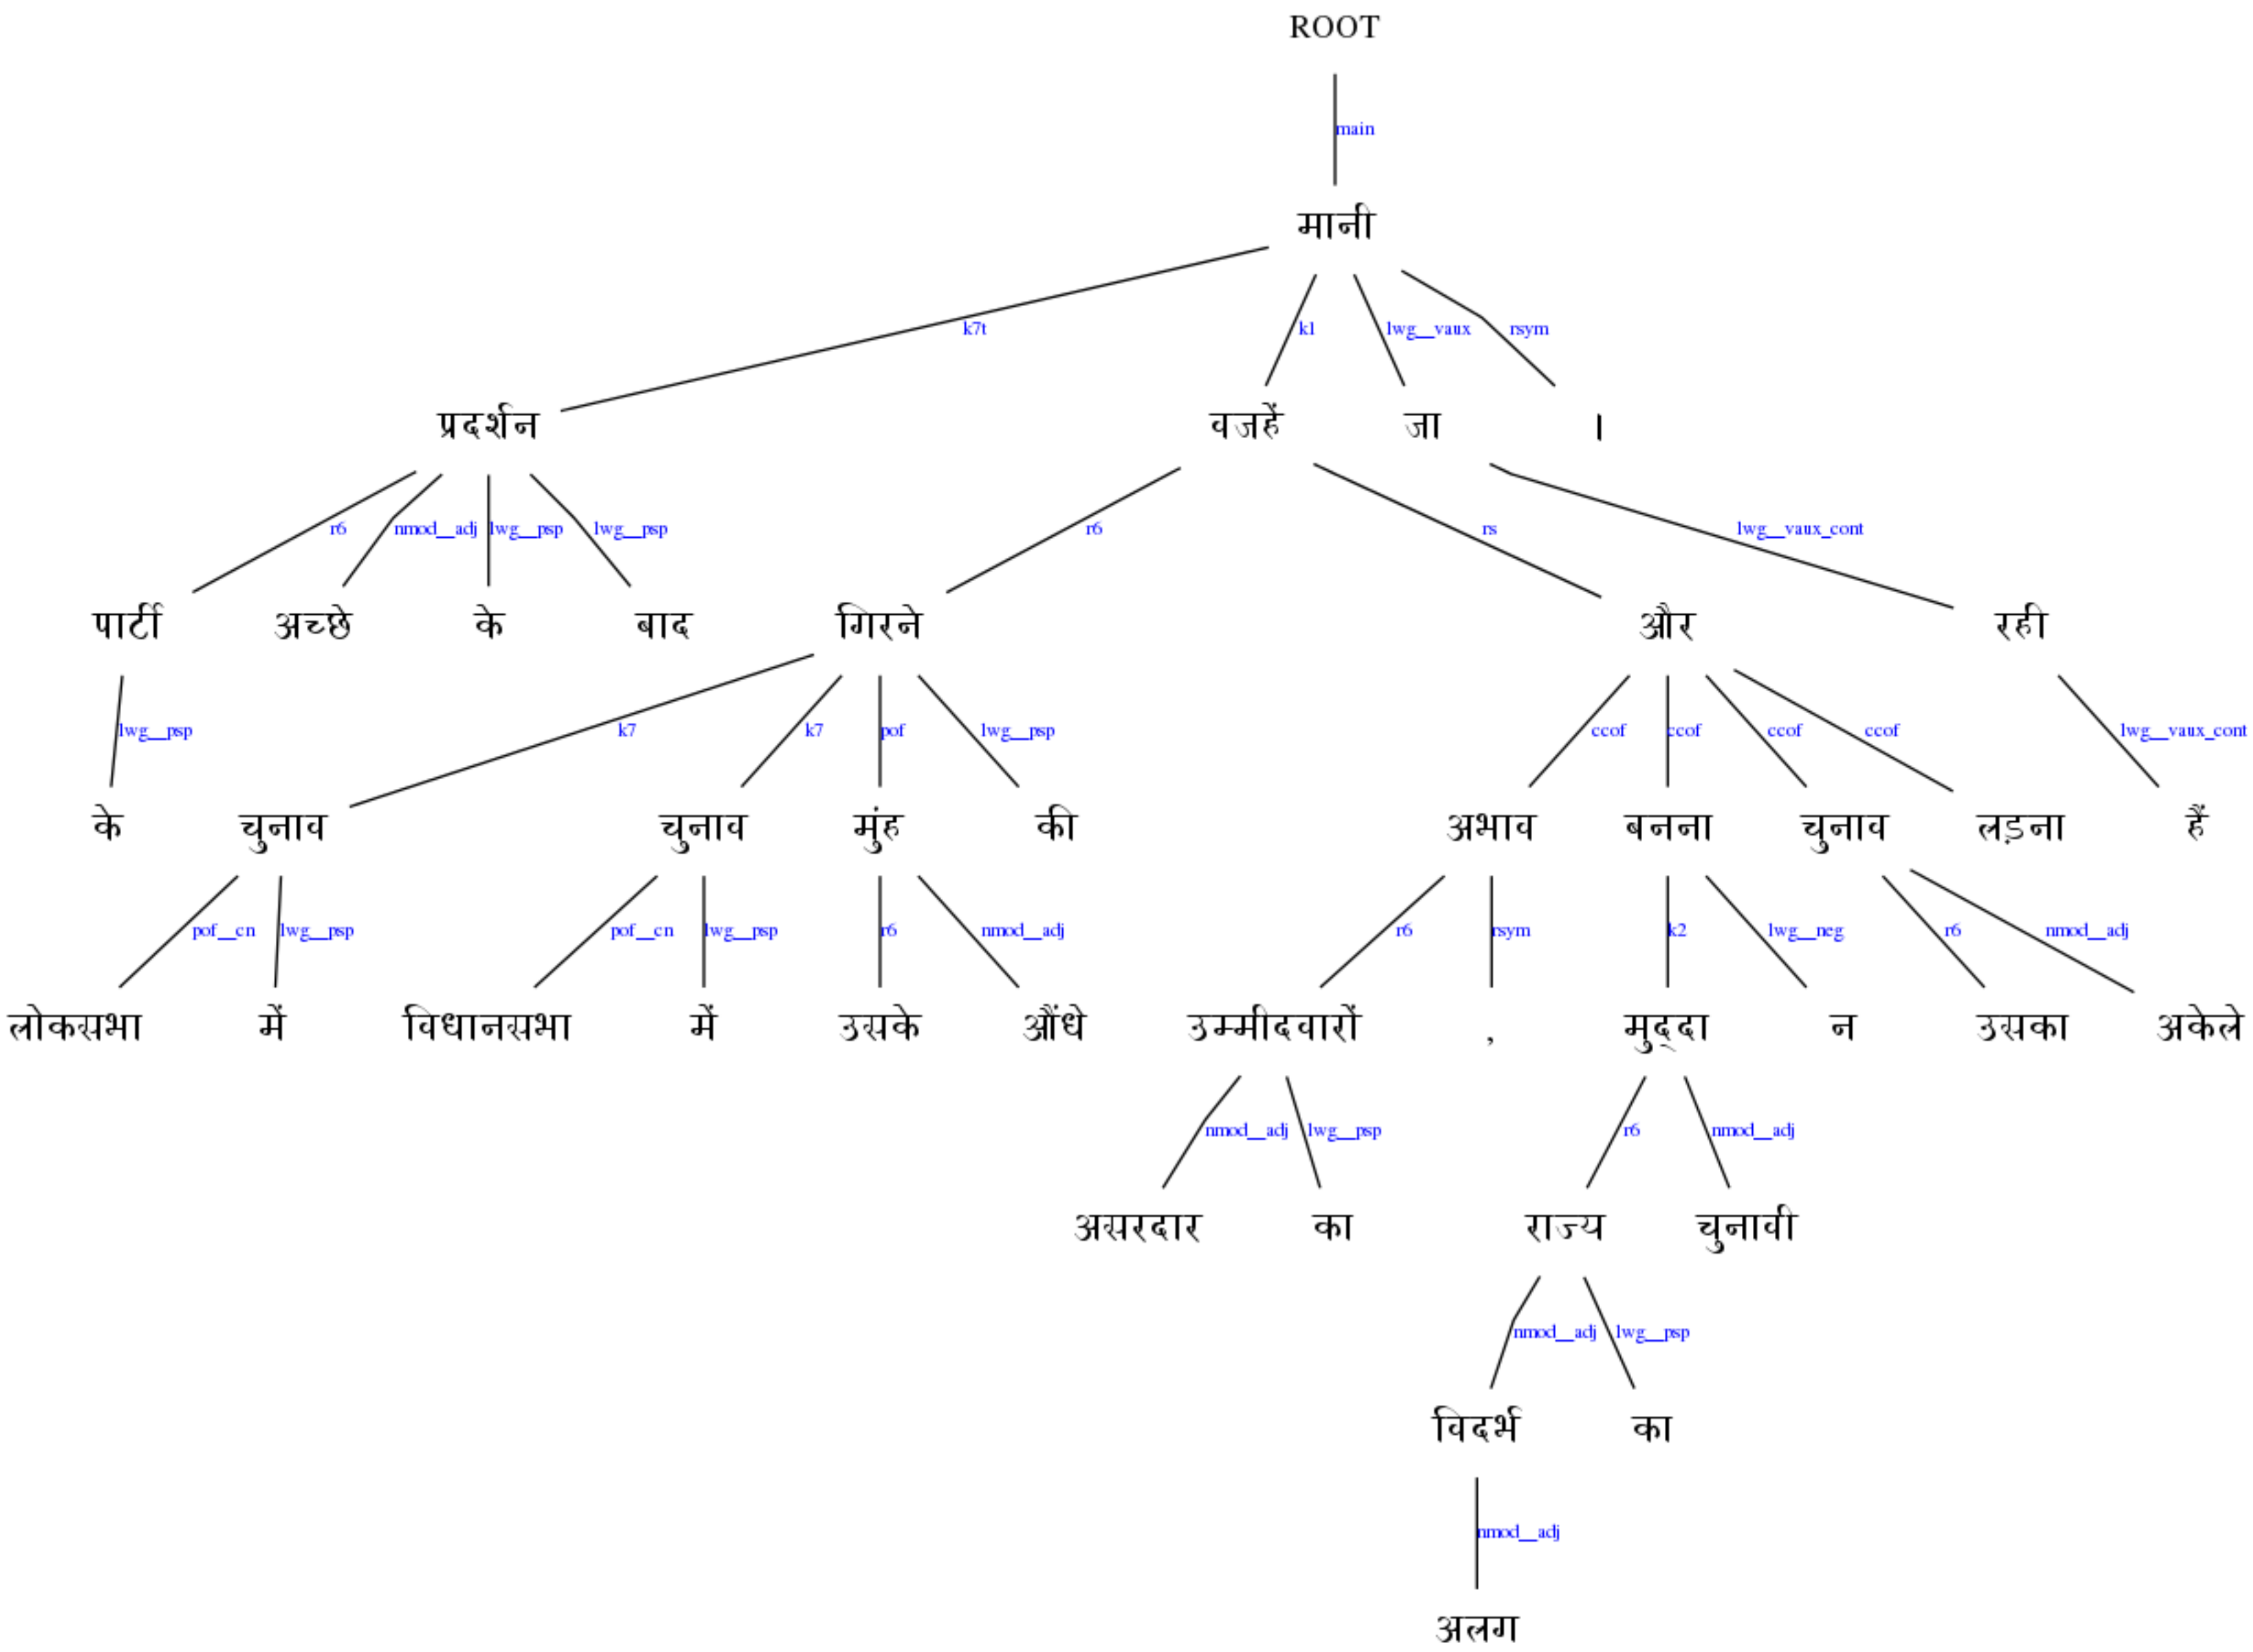 ROOT
main
मानी
k7t k1 lwg__vaux rsym
प्रदर्शन वजहें जा ।
r6 nmod__adj lwg__psp lwg__psp r6 rs lwg__vaux_cont
पार्टी अच्छे के बाद गिरने और रही
lwg__psp k7 k7 pof lwg__psp ccof ccof ccof ccof lwg__vaux_cont
के चुनाव चुनाव मुंह की अभाव बनना चुनाव लड़ना हैं
pof__cn lwg__psp pof__cn lwg__psp r6 nmod__adj r6 rsym k2 lwg__neg r6 nmod__adj
लोकसभा में विधानसभा में उसके औंधे उम्मीदवारों , मुद्दा न उसका अकेले
nmod__adj lwg__psp r6 nmod__adj
असरदार का राज्य चुनावी
nmod__adj lwg__psp
विदर्भ का
nmod__adj
अलग